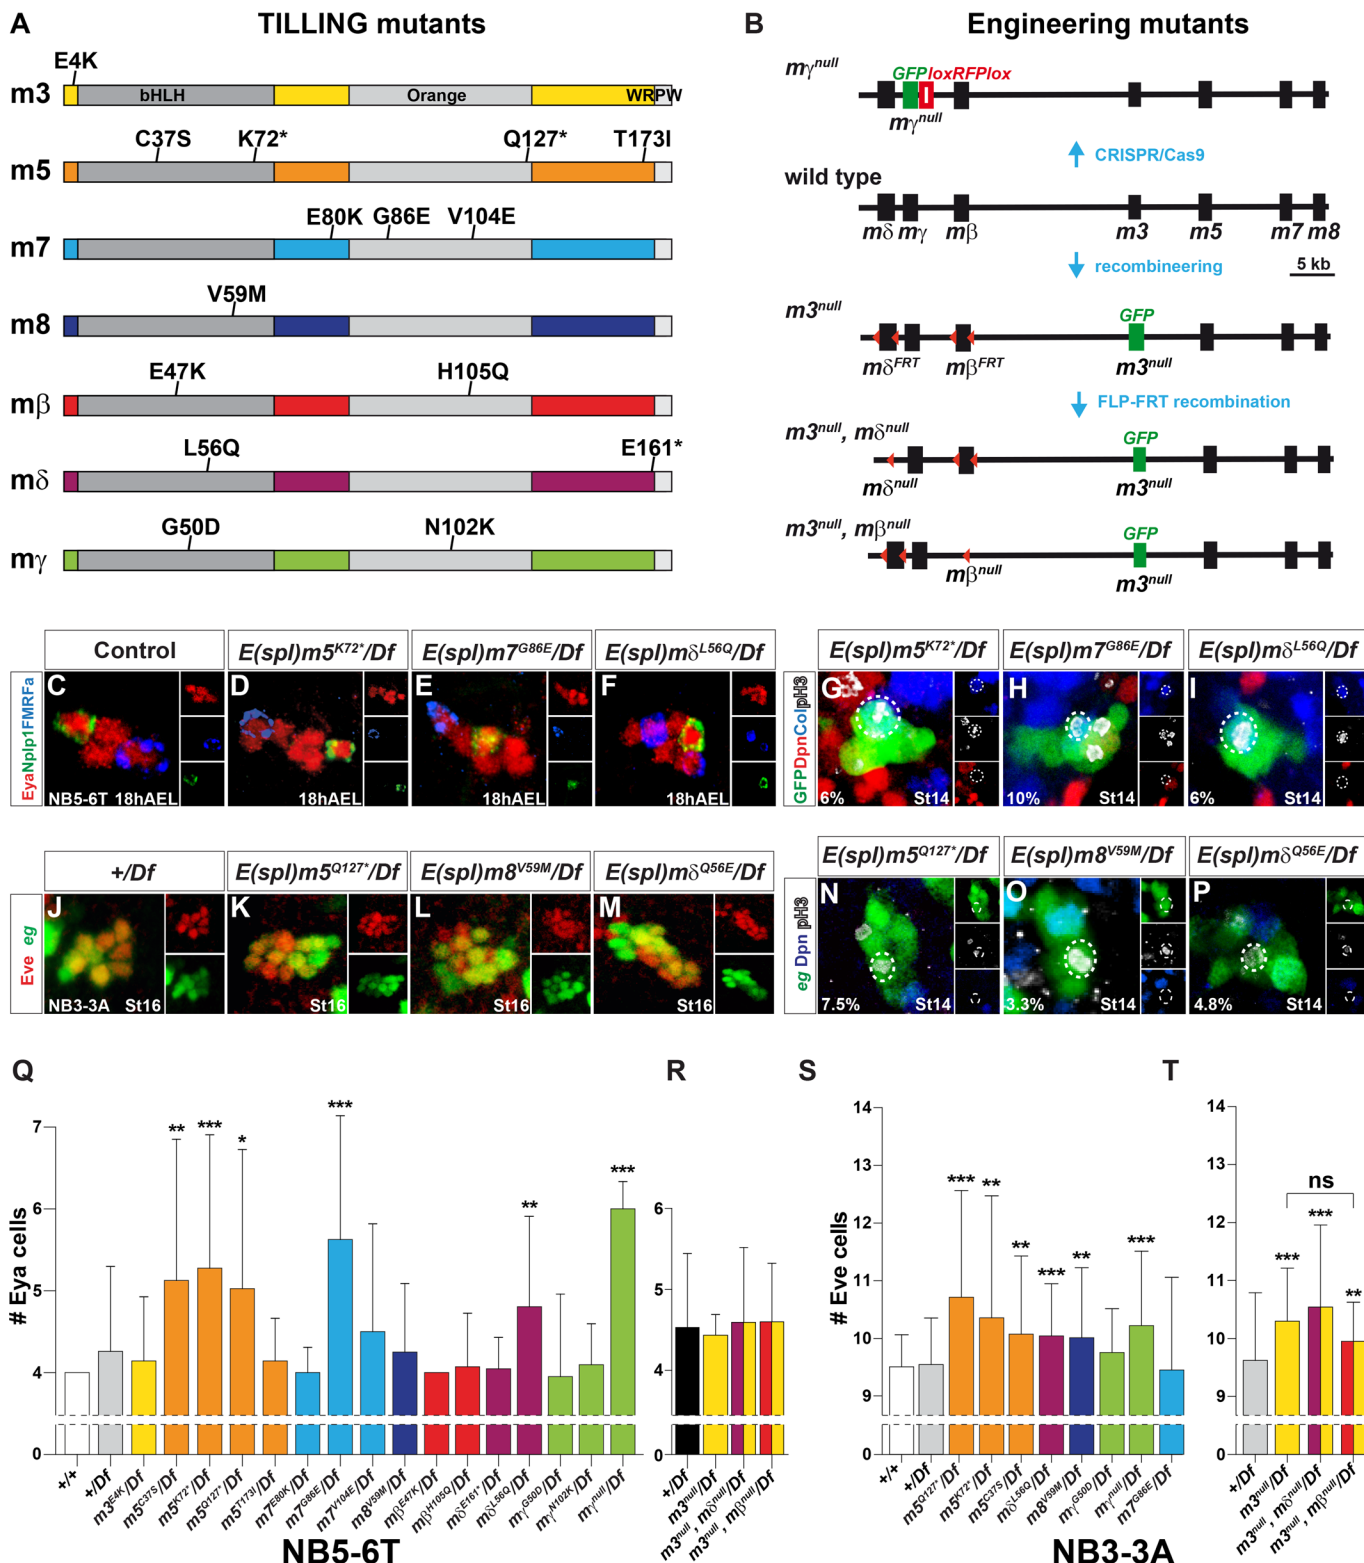 A TILLING mutants
E4K
m3 bHLH Orange WRPW
C37S K72* Q127* T173I
m5
E80K G86E V104E
m7
V59M
m8
E47K H105Q
mβ
L56Q E161*
mδ
G50D N102K
mγ
B Engineering mutants
mγnull GFPloxRFPlox
mγnull
CRISPR/Cas9
wild type
mδ mγ mβ m3 m5 m7 m8
recombineering 5 kb
m3null GFP
mδFRT mβFRT m3null
FLP-FRT recombination
m3null, mδnull GFP
mδnull m3null
m3null, mβnull GFP
mβnull m3null
Control E(spl)m5K72*/Df E(spl)m7G86E/Df E(spl)mδL56Q/Df
EyaNplp1FMRFa
C D E F
NB5-6T 18hAEL 18hAEL 18hAEL 18hAEL
E(spl)m5K72*/Df E(spl)m7G86E/Df E(spl)mδL56Q/Df
GFPDpnColpH3
G H I
6% St14 10% St14 6% St14
+/Df E(spl)m5Q127*/Df E(spl)m8V59M/Df E(spl)mδQ56E/Df
Eve eg
J K L M
NB3-3A St16 St16 St16 St16
E(spl)m5Q127*/Df E(spl)m8V59M/Df E(spl)mδQ56E/Df
eg Dpn pH3
N O P
7.5% St14 3.3% St14 4.8% St14
Q
# Eya cells
7
6
5
4
0
** *** * *** ** ***
+/+
+/Df
m3E4K/Df
m5C37S/Df
m5K72*/Df
m5Q127*/Df
m5T173I/Df
m7E80K/Df
m7G86E/Df
m7V104E/Df
m8V59M/Df
mβE47K/Df
mβH105Q/Df
mδE161*/Df
mδL56Q/Df
mγG50D/Df
mγN102K/Df
mγnull/Df
R
6
5
4
0
+/Df
m3null/Df
m3null, mδnull/Df
m3null, mβnull/Df
NB5-6T
S
# Eve cells
14
13
12
11
10
9
0
*** ** ** *** ** ***
+/+
+/Df
m5Q127*/Df
m5K72*/Df
m5C37S/Df
mδL56Q/Df
m8V59M/Df
mγG50D/Df
mγnull/Df
m7G86E/Df
T
14
13
12
11
10
9
0
ns
*** *** **
+/Df
m3null/Df
m3null, mδnull/Df
m3null, mβnull/Df
NB3-3A